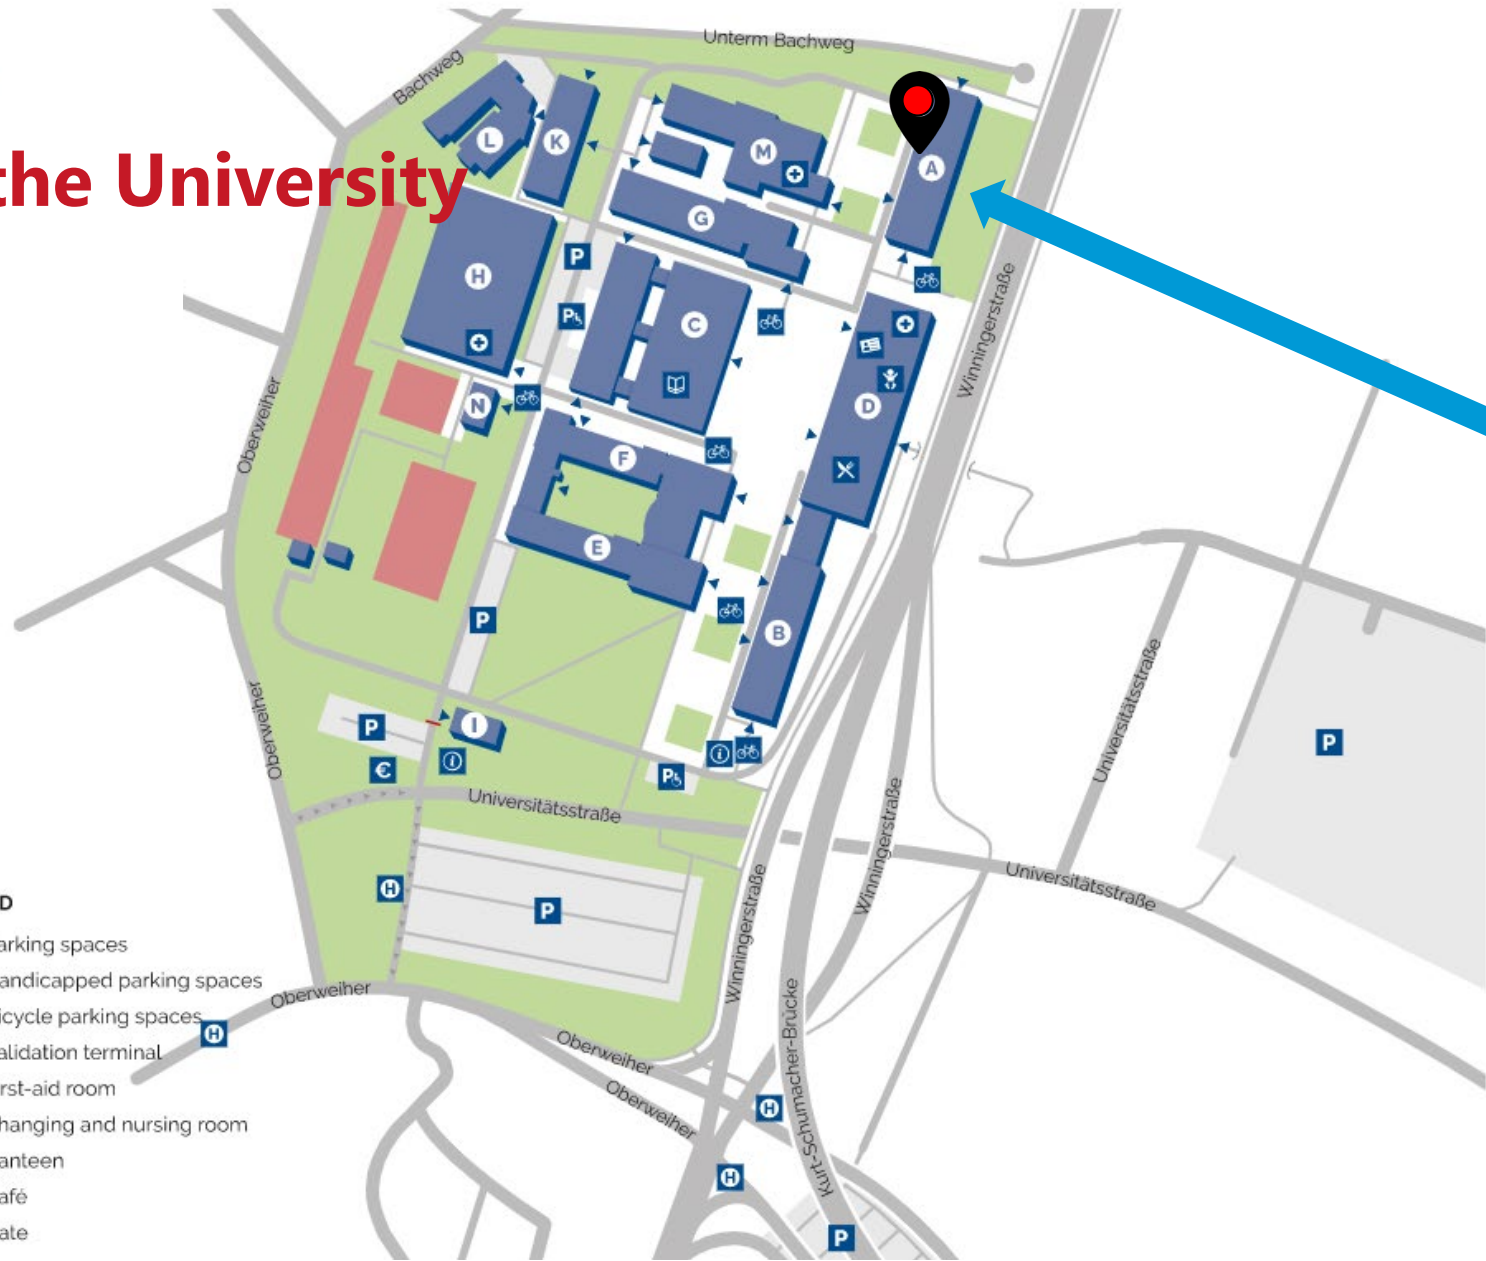 Unterm Bachweg
Bachweg
the University
L
K
M
A
G
H
P
C
Winningerstraße
D
Oberweiher
N
F
E
P
B
Universitätsstraße
Oberweiher
P
I
P
€
Universitätsstraße
Winningerstraße
Universitätsstraße
H
P
Winningerstraße
D
arking spaces
andicapped parking spaces
icycle parking spaces
alidation terminal
rst-aid room
hanging and nursing room
anteen
afé
ate
Oberweiher
H
Oberweiher
Oberweiher
Kurt-Schumacher-Brücke
H
H
P